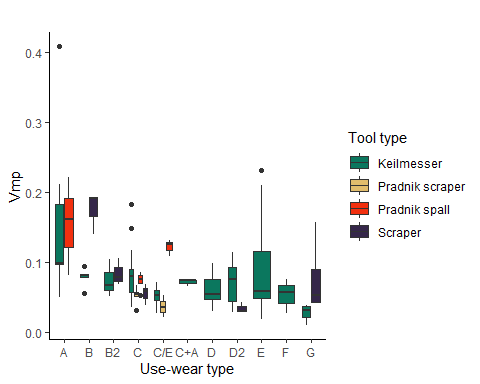 0.4
0.3
0.2
0.1
0.0
Vmp
A B B2 C C/E C+A D D2 E F G
Use-wear type
Tool type
Keilmesser
Pradnik scraper
Pradnik spall
Scraper